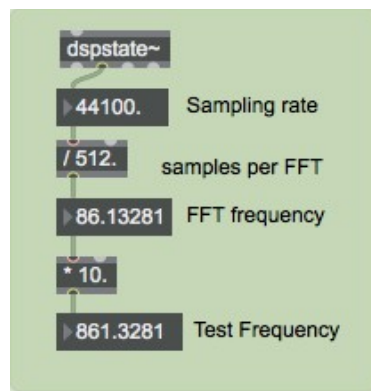 dspstate~
44100. Sampling rate
/ 512. samples per FFT
86.13281 FFT frequency
* 10.
861.3281 Test Frequency